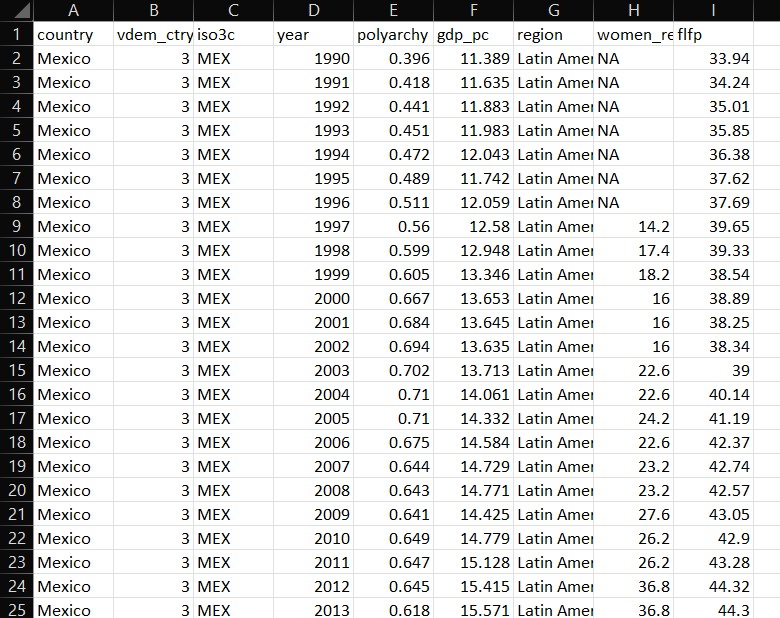 A B C D E F G H I
1 country vdem_ctry iso3c year polyarchy gdp_pc region women_re flfp
2 Mexico 3 MEX 1990 0.396 11.389 Latin Amer NA 33.94
3 Mexico 3 MEX 1991 0.418 11.635 Latin Amer NA 34.24
4 Mexico 3 MEX 1992 0.441 11.883 Latin Amer NA 35.01
5 Mexico 3 MEX 1993 0.451 11.983 Latin Amer NA 35.85
6 Mexico 3 MEX 1994 0.472 12.043 Latin Amer NA 36.38
7 Mexico 3 MEX 1995 0.489 11.742 Latin Amer NA 37.62
8 Mexico 3 MEX 1996 0.511 12.059 Latin Amer NA 37.69
9 Mexico 3 MEX 1997 0.56 12.58 Latin Amer 14.2 39.65
10 Mexico 3 MEX 1998 0.599 12.948 Latin Amer 17.4 39.33
11 Mexico 3 MEX 1999 0.605 13.346 Latin Amer 18.2 38.54
12 Mexico 3 MEX 2000 0.667 13.653 Latin Amer 16 38.89
13 Mexico 3 MEX 2001 0.684 13.645 Latin Amer 16 38.25
14 Mexico 3 MEX 2002 0.694 13.635 Latin Amer 16 38.34
15 Mexico 3 MEX 2003 0.702 13.713 Latin Amer 22.6 39
16 Mexico 3 MEX 2004 0.71 14.061 Latin Amer 22.6 40.14
17 Mexico 3 MEX 2005 0.71 14.332 Latin Amer 24.2 41.19
18 Mexico 3 MEX 2006 0.675 14.584 Latin Amer 22.6 42.37
19 Mexico 3 MEX 2007 0.644 14.729 Latin Amer 23.2 42.74
20 Mexico 3 MEX 2008 0.643 14.771 Latin Amer 23.2 42.57
21 Mexico 3 MEX 2009 0.641 14.425 Latin Amer 27.6 43.05
22 Mexico 3 MEX 2010 0.649 14.779 Latin Amer 26.2 42.9
23 Mexico 3 MEX 2011 0.647 15.128 Latin Amer 26.2 43.28
24 Mexico 3 MEX 2012 0.645 15.415 Latin Amer 36.8 44.32
25 Mexico 3 MEX 2013 0.618 15.571 Latin Amer 36.8 44.3